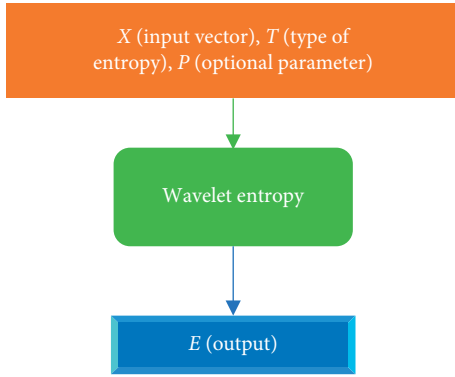 X (input vector), T (type of
entropy), P (optional parameter)
Wavelet entropy
E (output)